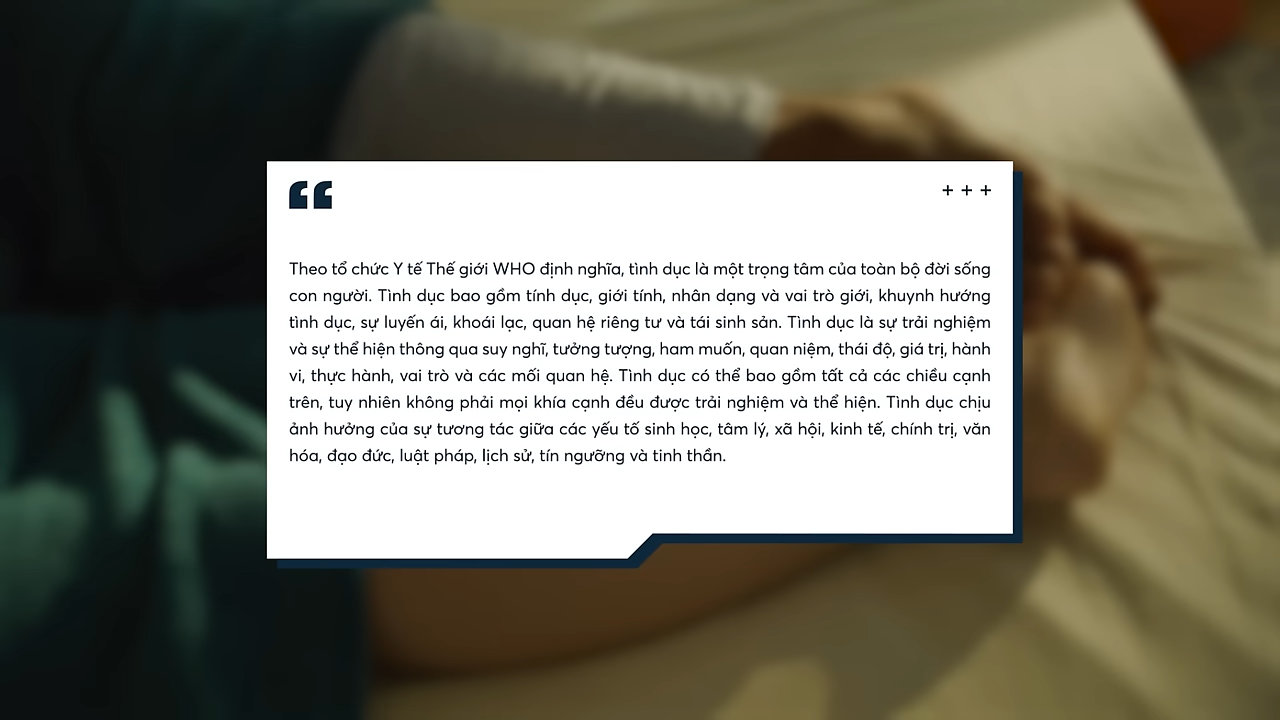 Theo tổ chức Y tế Thế giới WHO định nghĩa, tình dục là một trọng tâm của toàn bộ đời sống
con người. Tình dục bao gồm tính dục, giới tính, nhân dạng và vai trò giới, khuynh hướng
tình dục, sự luyến ái, khoái lạc, quan hệ riêng tư và tái sinh sản. Tình dục là sự trải nghiệm
và sự thể hiện thông qua suy nghĩ, tưởng tượng, ham muốn, quan niệm, thái độ, giá trị, hành
vi, thực hành, vai trò và các mối quan hệ. Tình dục có thể bao gồm tất cả các chiều cạnh
trên, tuy nhiên không phải mọi khía cạnh đều được trải nghiệm và thể hiện. Tình dục chịu
ảnh hưởng của sự tương tác giữa các yếu tố sinh học, tâm lý, xã hội, kinh tế, chính trị, văn
hóa, đạo đức, luật pháp, lịch sử, tín ngưỡng và tinh thần.